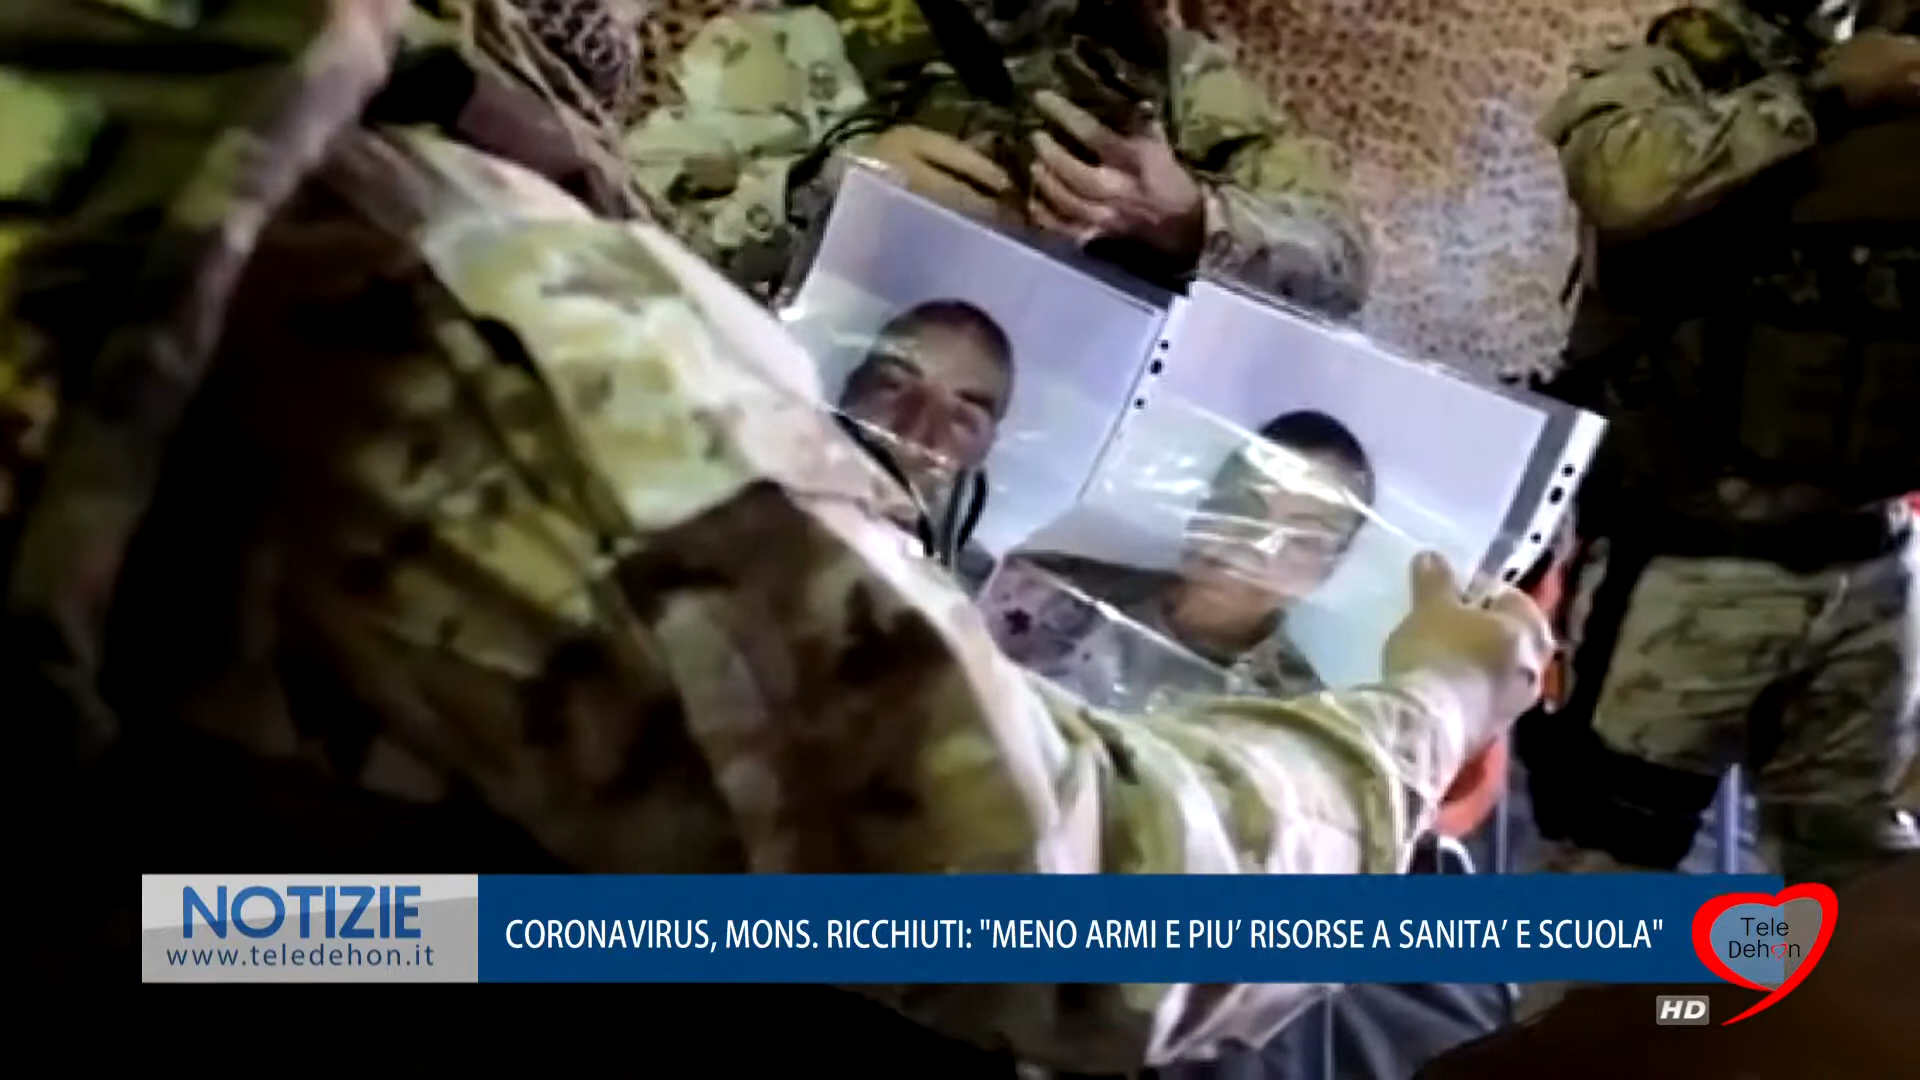 NOTIZIE
www.teledehon.it
CORONAVIRUS, MONS. RICCHIUTI: "MENO ARMI E PIU’ RISORSE A SANITA’ E SCUOLA"
Tele
Dehon
HD